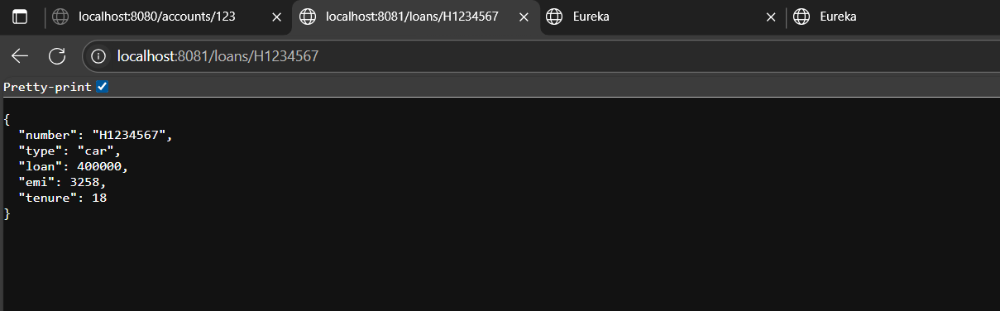 localhost:8080/accounts/123
localhost:8081/loans/H1234567
Eureka
Eureka
localhost:8081/loans/H1234567
Pretty-print
{
  "number": "H1234567",
  "type": "car",
  "loan": 400000,
  "emi": 3258,
  "tenure": 18
}